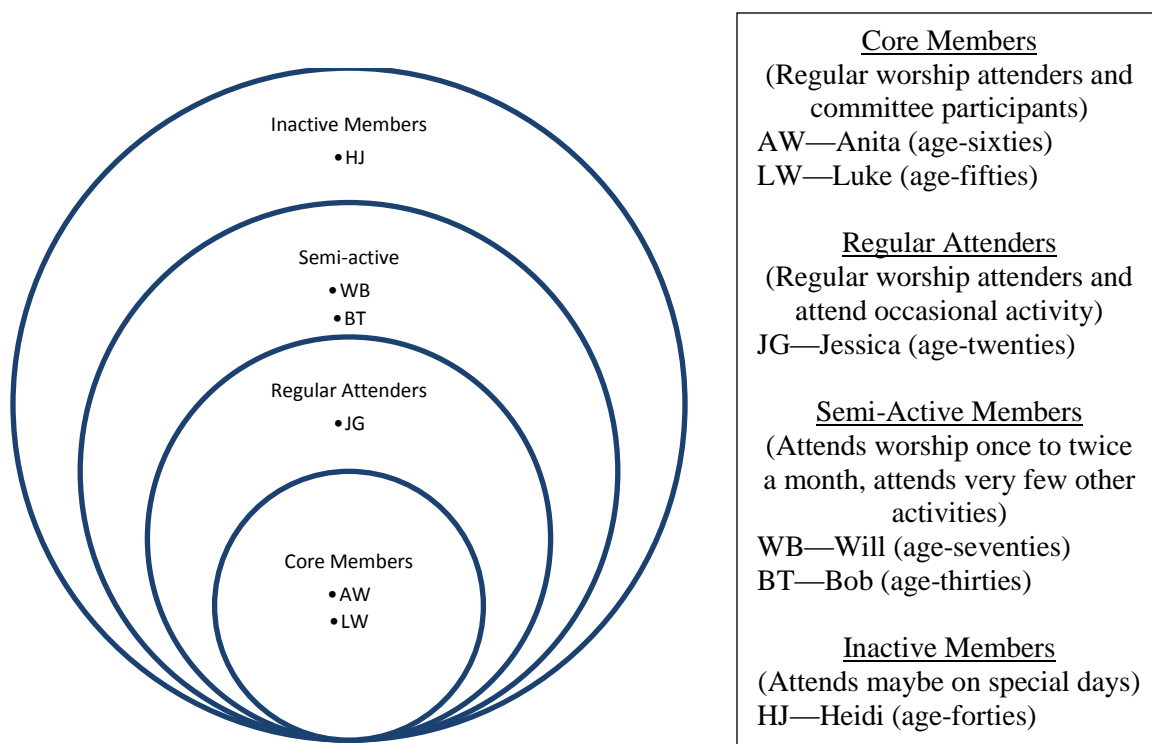 Inactive Members
•HJ
Semi-active
•WB
•BT
Regular Attenders
•JG
Core Members
•AW
•LW
Core Members
(Regular worship attenders and
committee participants)
AW—Anita (age-sixties)
LW—Luke (age-fifties)
Regular Attenders
(Regular worship attenders and
attend occasional activity)
JG—Jessica (age-twenties)
Semi-Active Members
(Attends worship once to twice
a month, attends very few other
activities)
WB—Will (age-seventies)
BT—Bob (age-thirties)
Inactive Members
(Attends maybe on special days)
HJ—Heidi (age-forties)